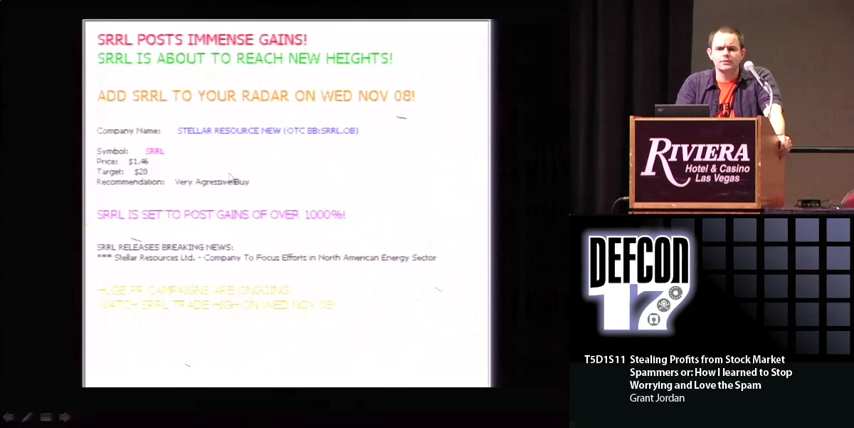 SRRL POSTS IMMENSE GAINS!
SRRL IS ABOUT TO REACH NEW HEIGHTS!
ADD SRRL TO YOUR RADAR ON WED NOV 08!
Company Name: STELLAR RESOURCE NEW (OTC BB:SRRL.OB)
Symbol: SRRL
Price: $1.46
Target: $20
Recommendation: Very Agressive Buy
SRRL IS SET TO POST GAINS OF OVER 1000%!
SRRL RELEASES BREAKING NEWS:
*** Stellar Resources Ltd. - Company To Focus Efforts in North American Energy Sector
HUGE PR CAMPAIGNS ARE ONGOING!
WATCH SRRL TRADE HIGH ON WED NOV 08!
RIVIERA
Hotel & Casino
Las Vegas
DEFCON
17
T5D1S11 Stealing Profits from Stock Market
Spammers or: How I learned to Stop
Worrying and Love the Spam
Grant Jordan